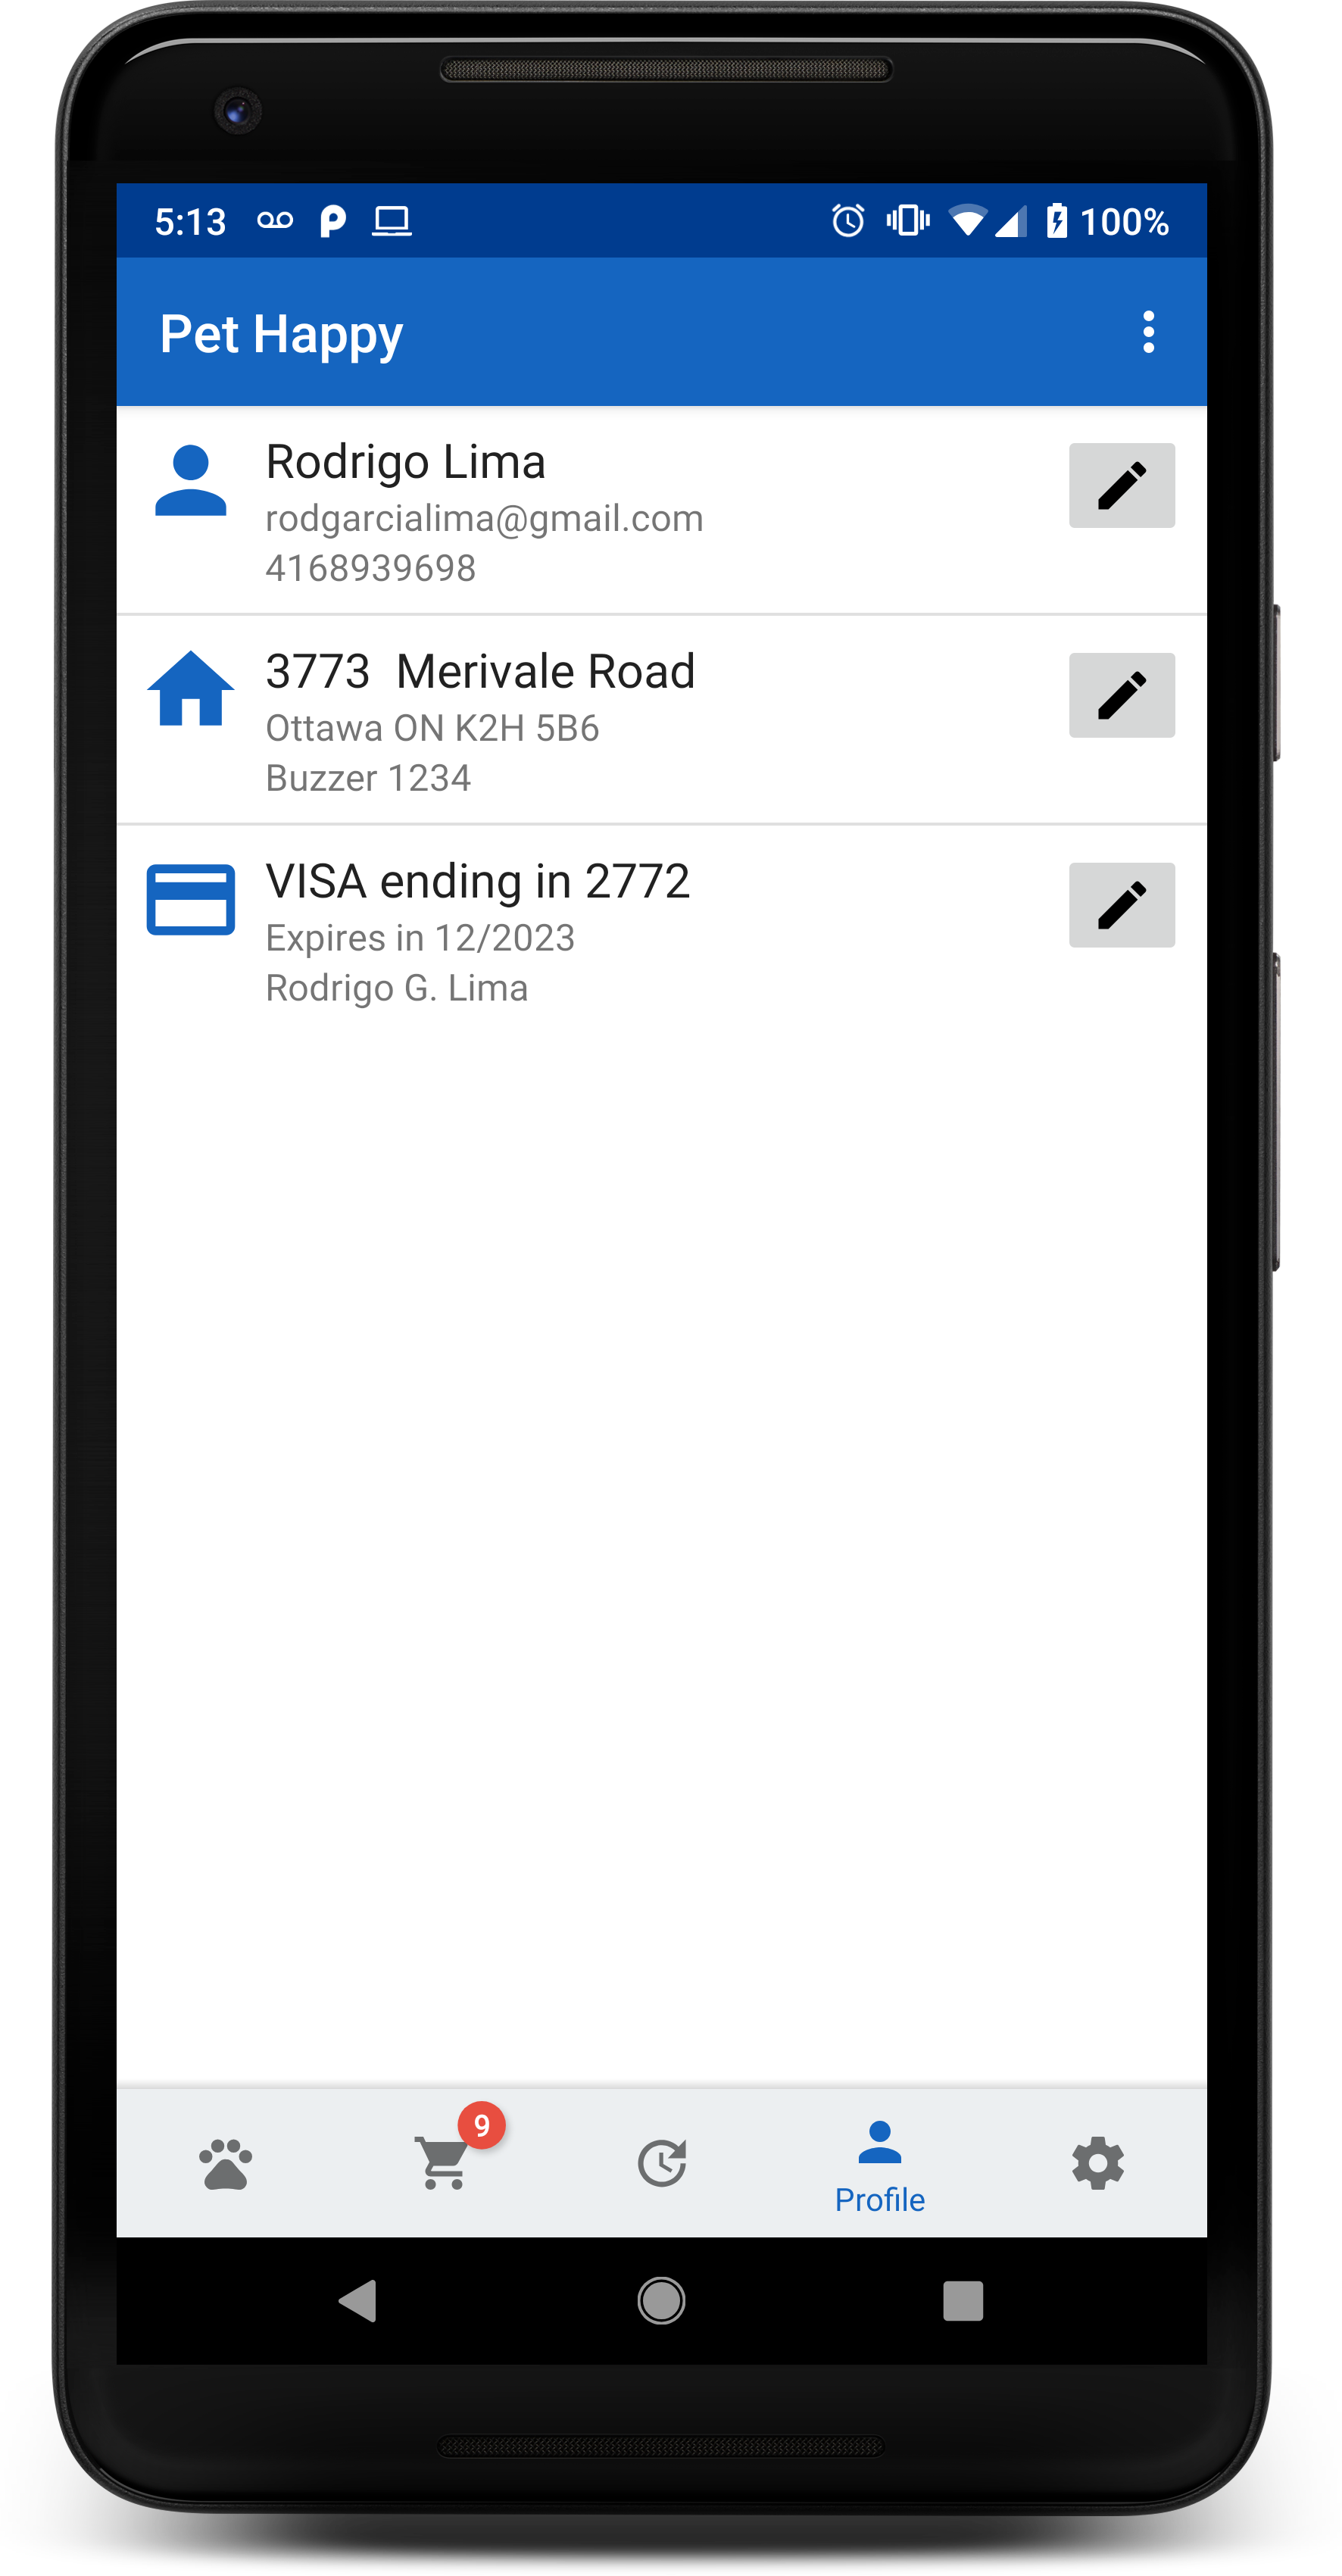 5:13 100%
Pet Happy
Rodrigo Lima
rodgarcialima@gmail.com
4168939698
3773  Merivale Road
Ottawa ON K2H 5B6
Buzzer 1234
VISA ending in 2772
Expires in 12/2023
Rodrigo G. Lima
9
Profile